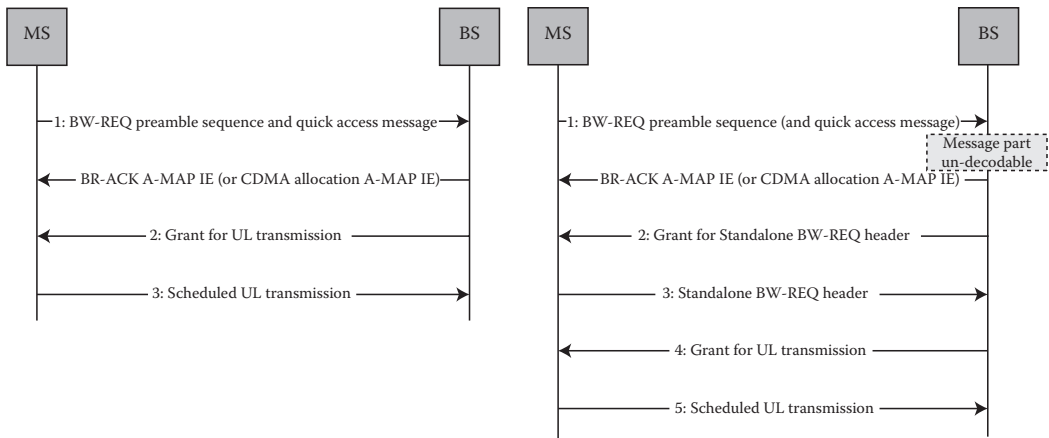 MS
BS
1: BW-REQ preamble sequence and quick access message
BR-ACK A-MAP IE (or CDMA allocation A-MAP IE)
2: Grant for UL transmission
3: Scheduled UL transmission
MS
BS
1: BW-REQ preamble sequence (and quick access message)
Message part
un-decodable
BR-ACK A-MAP IE (or CDMA allocation A-MAP IE)
2: Grant for Standalone BW-REQ header
3: Standalone BW-REQ header
4: Grant for UL transmission
5: Scheduled UL transmission